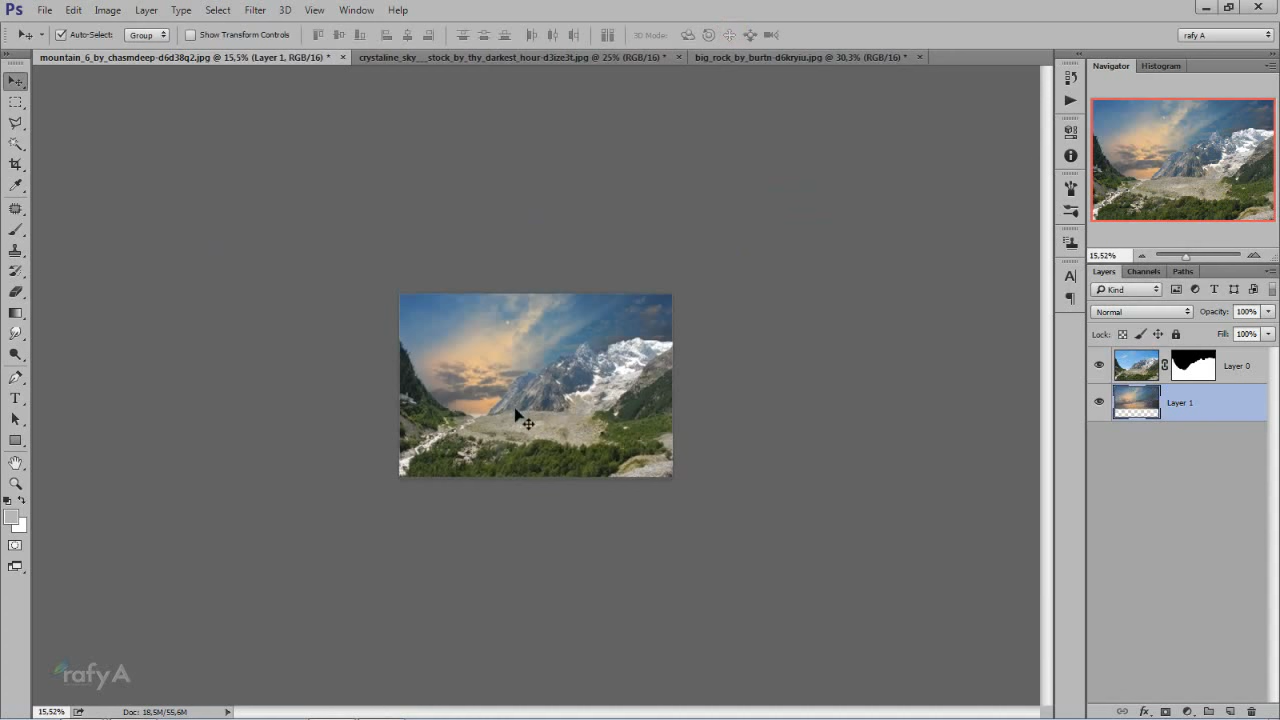 Ps File Edit Image Layer Type Select Filter 3D View Window Help
Auto-Select: Group Show Transform Controls 3D Mode: rafy A
mountain_6_by_chasmdeep-d6d38q2.jpg @ 15,5% (Layer 1, RGB/16) * × crystaline_sky___stock_by_thy_darkest_hour-d3ize3t.jpg @ 25% (RGB/16) * × big_rock_by_burtn-d6kryiu.jpg @ 30,3% (RGB/16) * ×
Navigator Histogram
15,52%
Layers Channels Paths
Kind
Normal Opacity: 100%
Lock: Fill: 100%
Layer 0
Layer 1
rafy A
15,52% Doc: 18,5M/55,6M